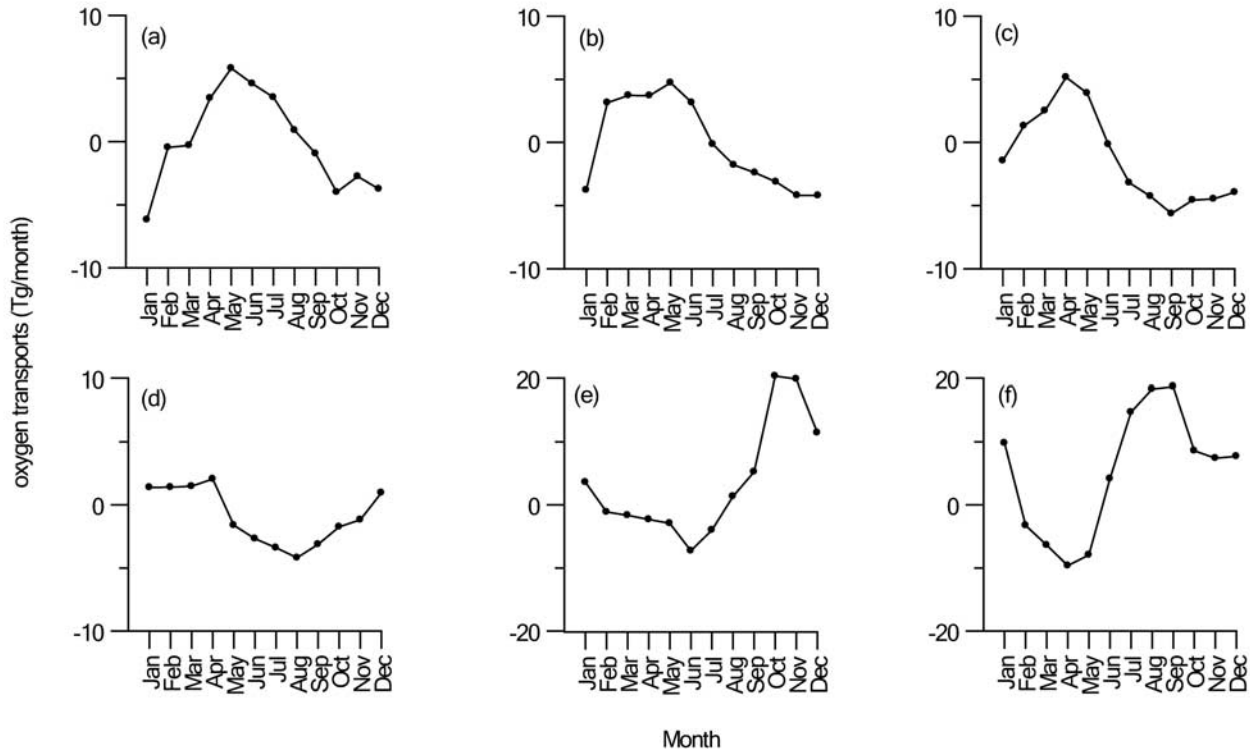 oxygen transports (Tg/month)
(a)
10
0
-10
Jan
Feb
Mar
Apr
May
Jun
Jul
Aug
Sep
Oct
Nov
Dec
(b)
10
0
-10
Jan
Feb
Mar
Apr
May
Jun
Jul
Aug
Sep
Oct
Nov
Dec
(c)
10
0
-10
Jan
Feb
Mar
Apr
May
Jun
Jul
Aug
Sep
Oct
Nov
Dec
(d)
10
0
-10
Jan
Feb
Mar
Apr
May
Jun
Jul
Aug
Sep
Oct
Nov
Dec
(e)
20
0
-20
Jan
Feb
Mar
Apr
May
Jun
Jul
Aug
Sep
Oct
Nov
Dec
(f)
20
0
-20
Jan
Feb
Mar
Apr
May
Jun
Jul
Aug
Sep
Oct
Nov
Dec
Month